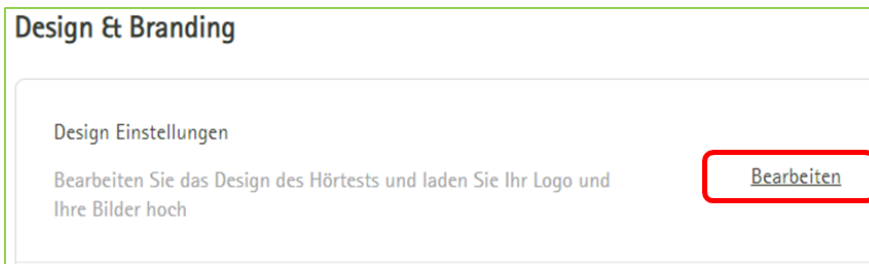 Design & Branding
Design Einstellungen
Bearbeiten Sie das Design des Hörtests und laden Sie Ihr Logo und
Ihre Bilder hoch
Bearbeiten